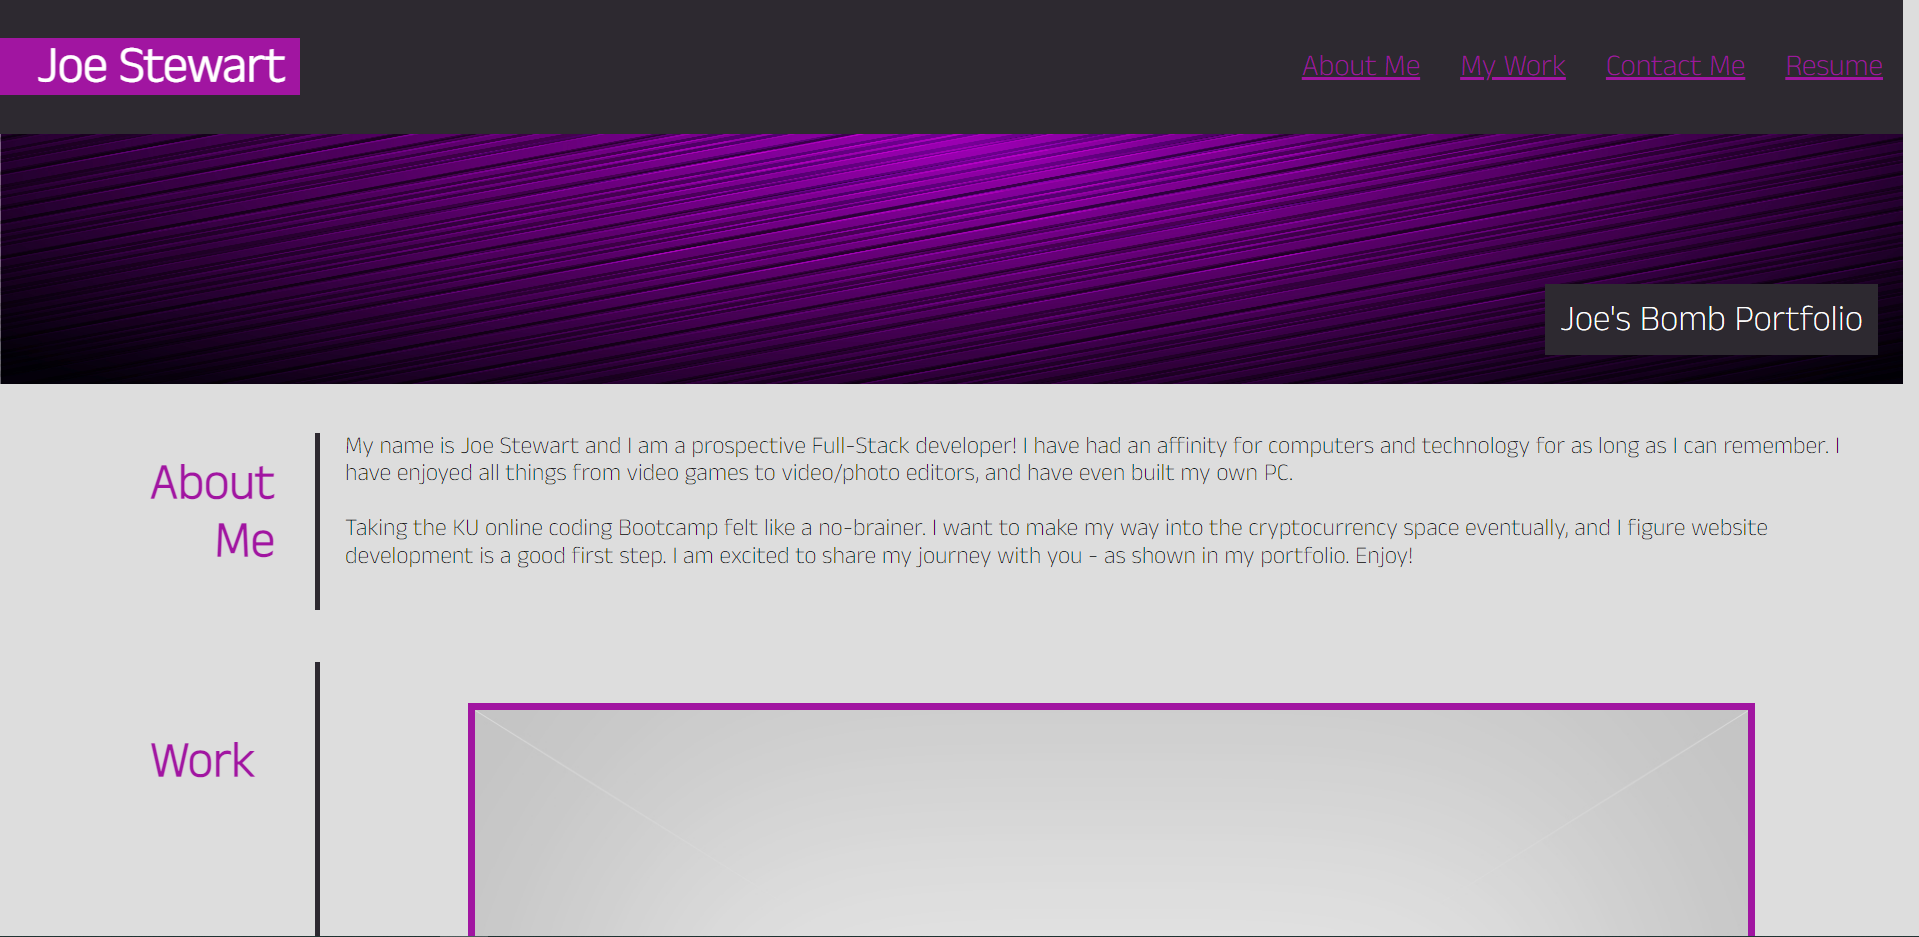 Joe Stewart
About Me
My Work
Contact Me
Resume
Joe's Bomb Portfolio
About
Me
My name is Joe Stewart and I am a prospective Full-Stack developer! I have had an affinity for computers and technology for as long as I can remember. I
have enjoyed all things from video games to video/photo editors, and have even built my own PC.
Taking the KU online coding Bootcamp felt like a no-brainer. I want to make my way into the cryptocurrency space eventually, and I figure website
development is a good first step. I am excited to share my journey with you - as shown in my portfolio. Enjoy!
Work